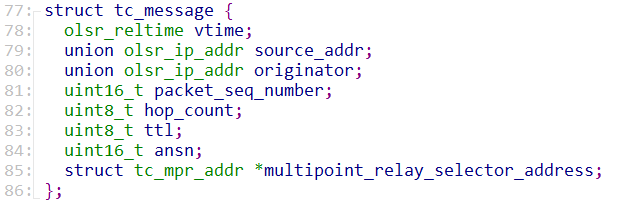 77: struct tc_message {
78:   olsr_reltime vtime;
79:   union olsr_ip_addr source_addr;
80:   union olsr_ip_addr originator;
81:   uint16_t packet_seq_number;
82:   uint8_t hop_count;
83:   uint8_t ttl;
84:   uint16_t ansn;
85:   struct tc_mpr_addr *multipoint_relay_selector_address;
86: };